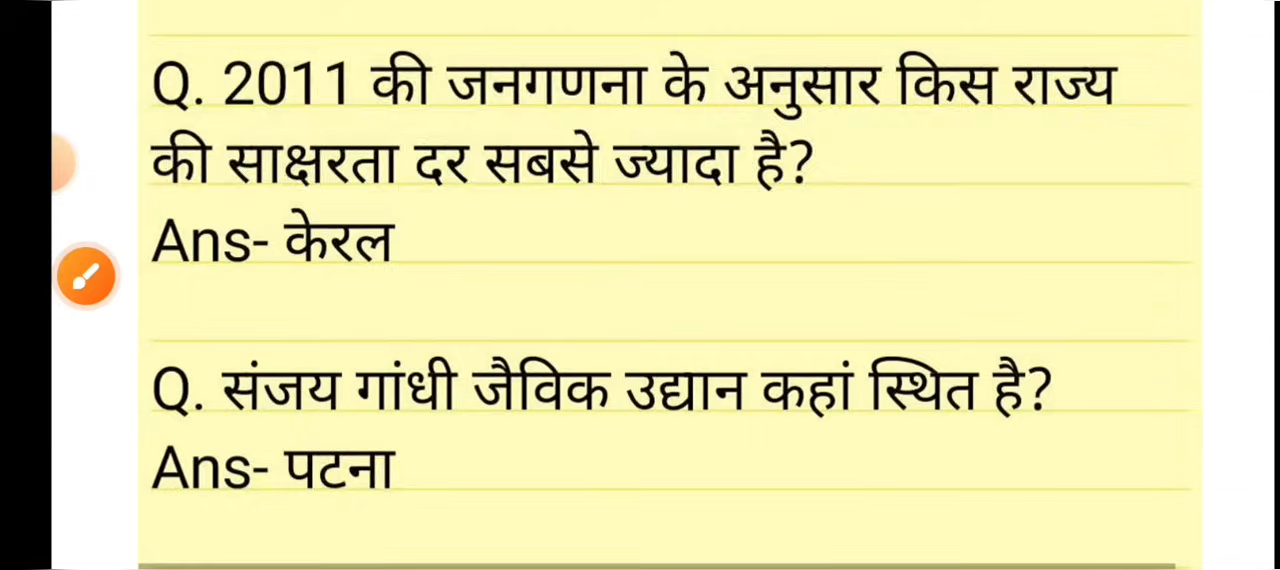 Q. 2011 की जनगणना के अनुसार किस राज्य
की साक्षरता दर सबसे ज्यादा है?
Ans- केरल
Q. संजय गांधी जैविक उद्यान कहां स्थित है?
Ans- पटना